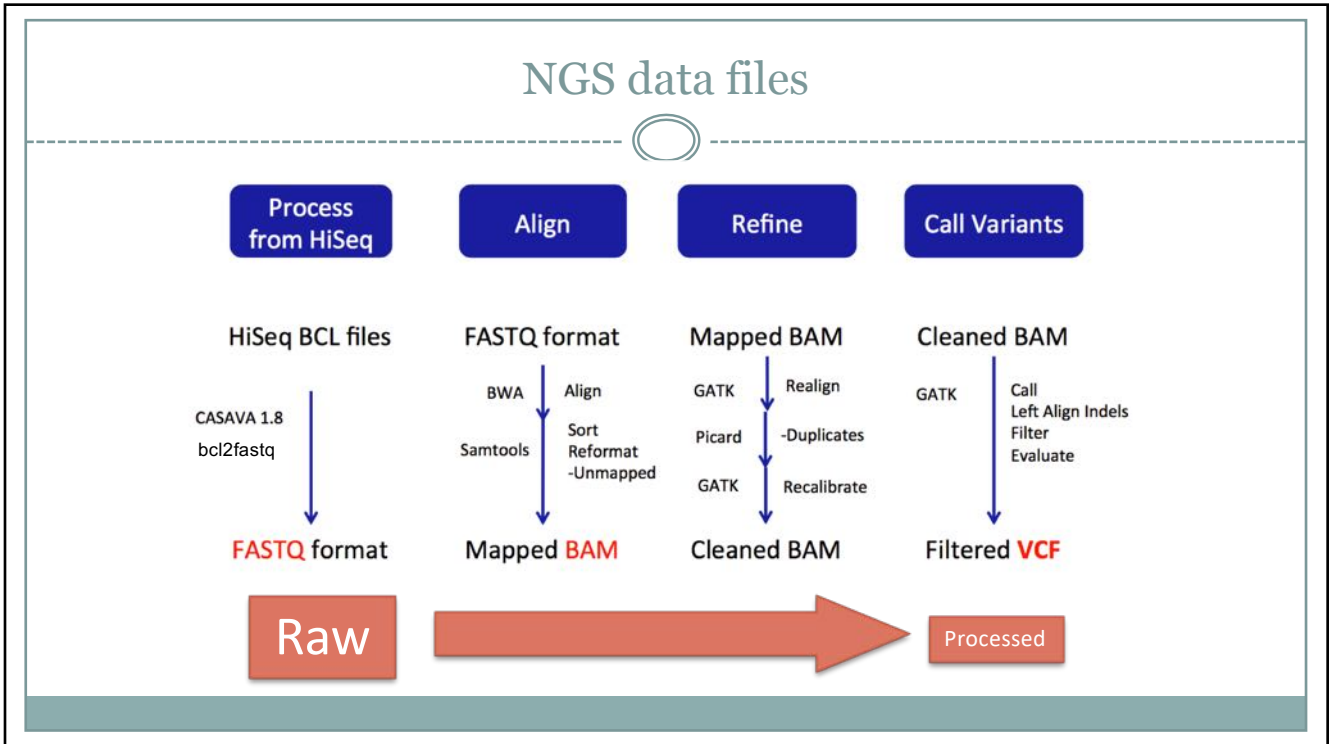 NGS data files
Process
from HiSeq
Align
Refine
Call Variants
HiSeq BCL files
CASAVA 1.8
bcl2fastq
FASTQ format
FASTQ format
BWA
Align
Samtools
Sort
Reformat
-Unmapped
Mapped BAM
Mapped BAM
GATK
Realign
Picard
-Duplicates
GATK
Recalibrate
Cleaned BAM
Cleaned BAM
GATK
Call
Left Align Indels
Filter
Evaluate
Filtered VCF
Raw
Processed